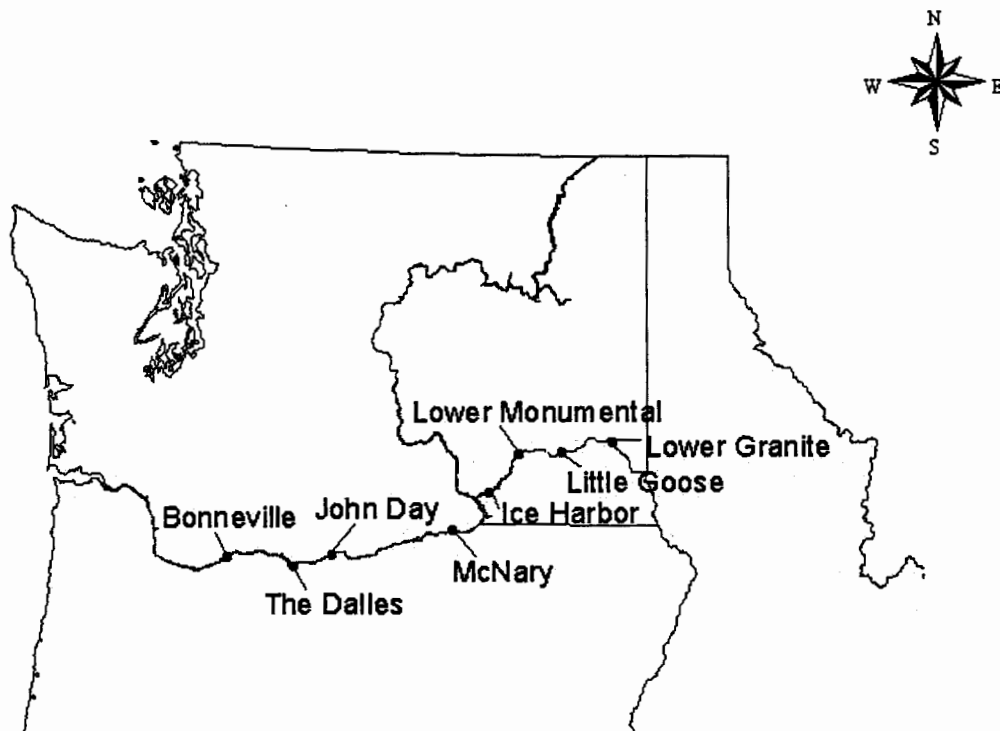 N
W E
S
Lower Monumental
Lower Granite
Little Goose
Ice Harbor
John Day
Bonneville
McNary
The Dalles